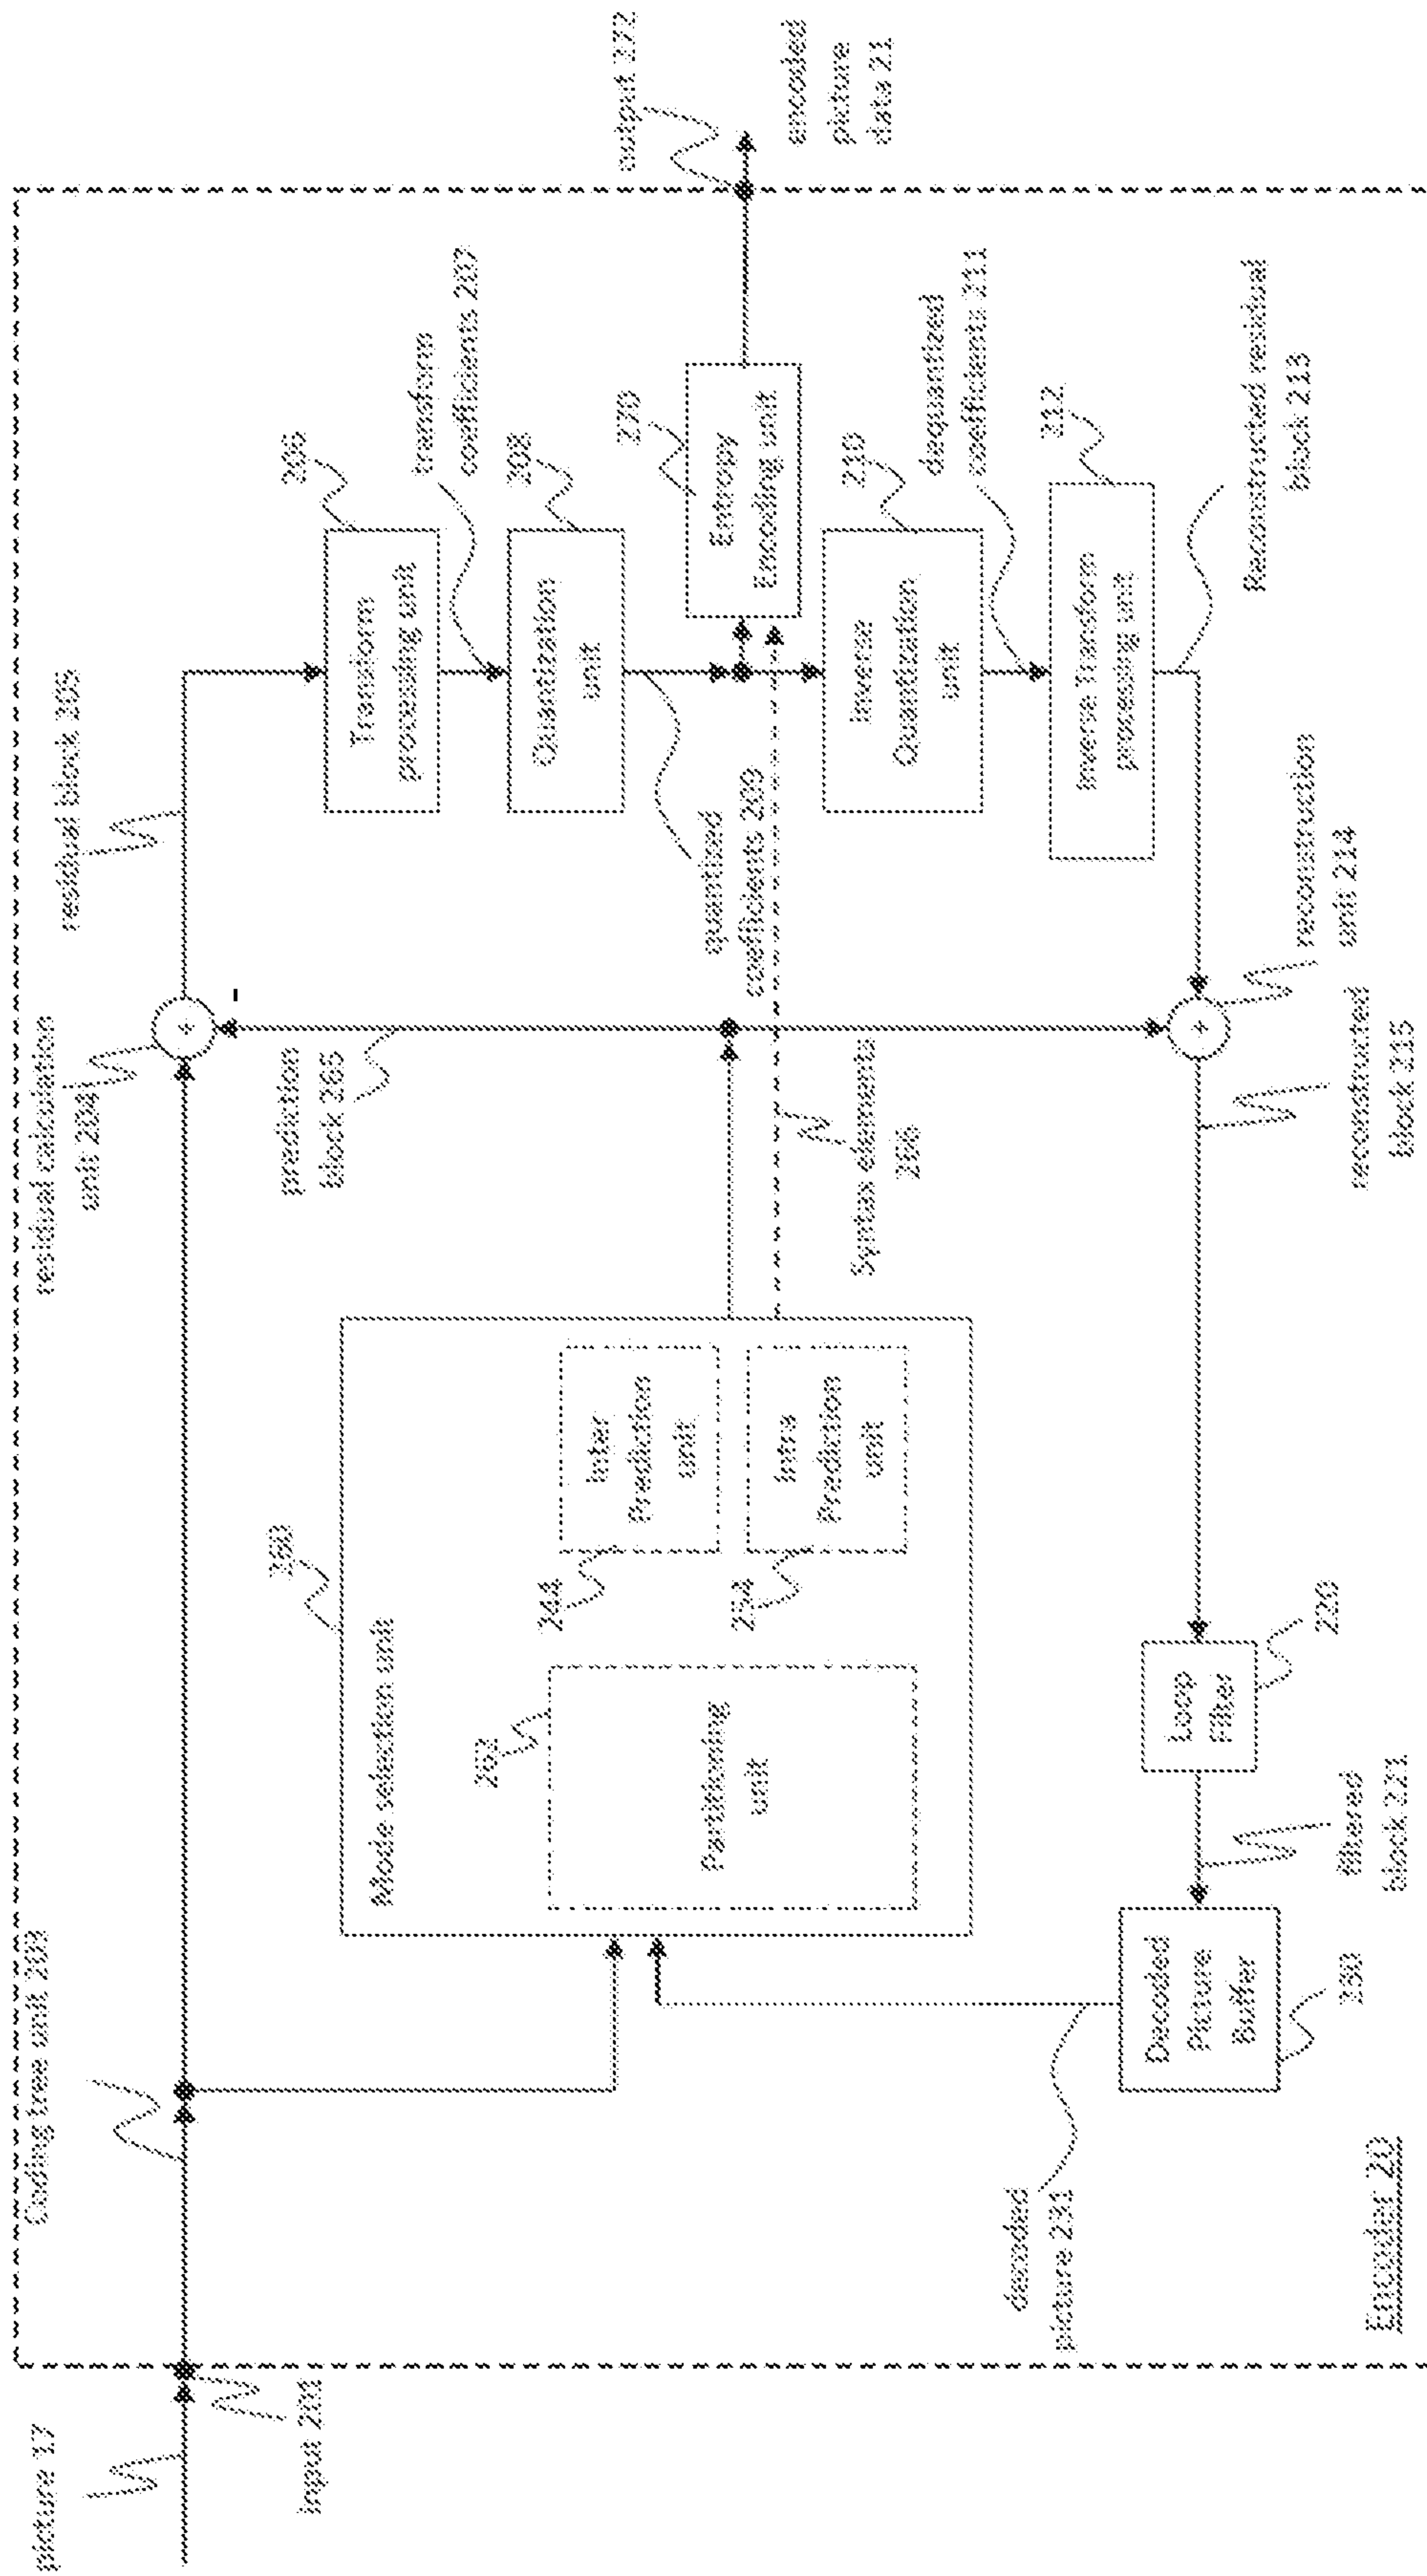 picture 17
input 201
Coding tree unit 203
residual calculation
unit 204
residual block 205
206
Transform
processing unit
transform
coefficients 207
208
Quantization
unit
quantized
coefficients 209
270
Entropy
Encoding unit
output 272
encoded
picture
data 21
210
Inverse
Quantization
unit
dequantized
coefficients 211
212
Inverse Transform
processing unit
Reconstructed residual
block 213
reconstruction
unit 214
reconstructed
block 215
prediction
block 265
Syntax elements
266
Mode selection unit
262
Partitioning
unit
244
Inter
Prediction
unit
254
Intra
Prediction
unit
220
Loop
Filter
filtered
block 221
Decoded
Picture
Buffer
decoded
picture 231
Encoder 20